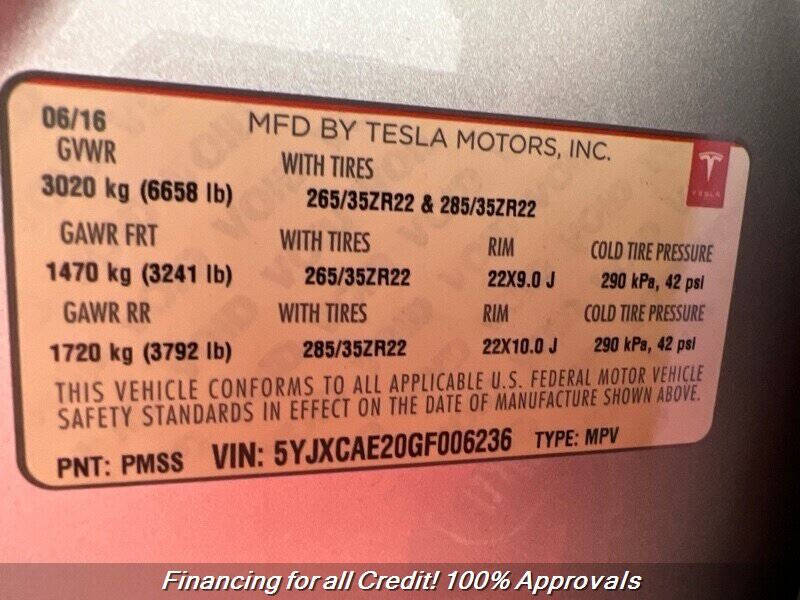 06/16 MFD BY TESLA MOTORS, INC.
GVWR WITH TIRES
TESLA
3020 kg (6658 lb) 265/35ZR22 & 285/35ZR22
GAWR FRT WITH TIRES RIM COLD TIRE PRESSURE
1470 kg (3241 lb) 265/35ZR22 22X9.0 J 290 kPa, 42 psi
GAWR RR WITH TIRES RIM COLD TIRE PRESSURE
1720 kg (3792 lb) 285/35ZR22 22X10.0 J 290 kPa, 42 psi
THIS VEHICLE CONFORMS TO ALL APPLICABLE U.S. FEDERAL MOTOR VEHICLE
SAFETY STANDARDS IN EFFECT ON THE DATE OF MANUFACTURE SHOWN ABOVE.
PNT: PMSS VIN: 5YJXCAE20GF006236 TYPE: MPV
Financing for all Credit! 100% Approvals